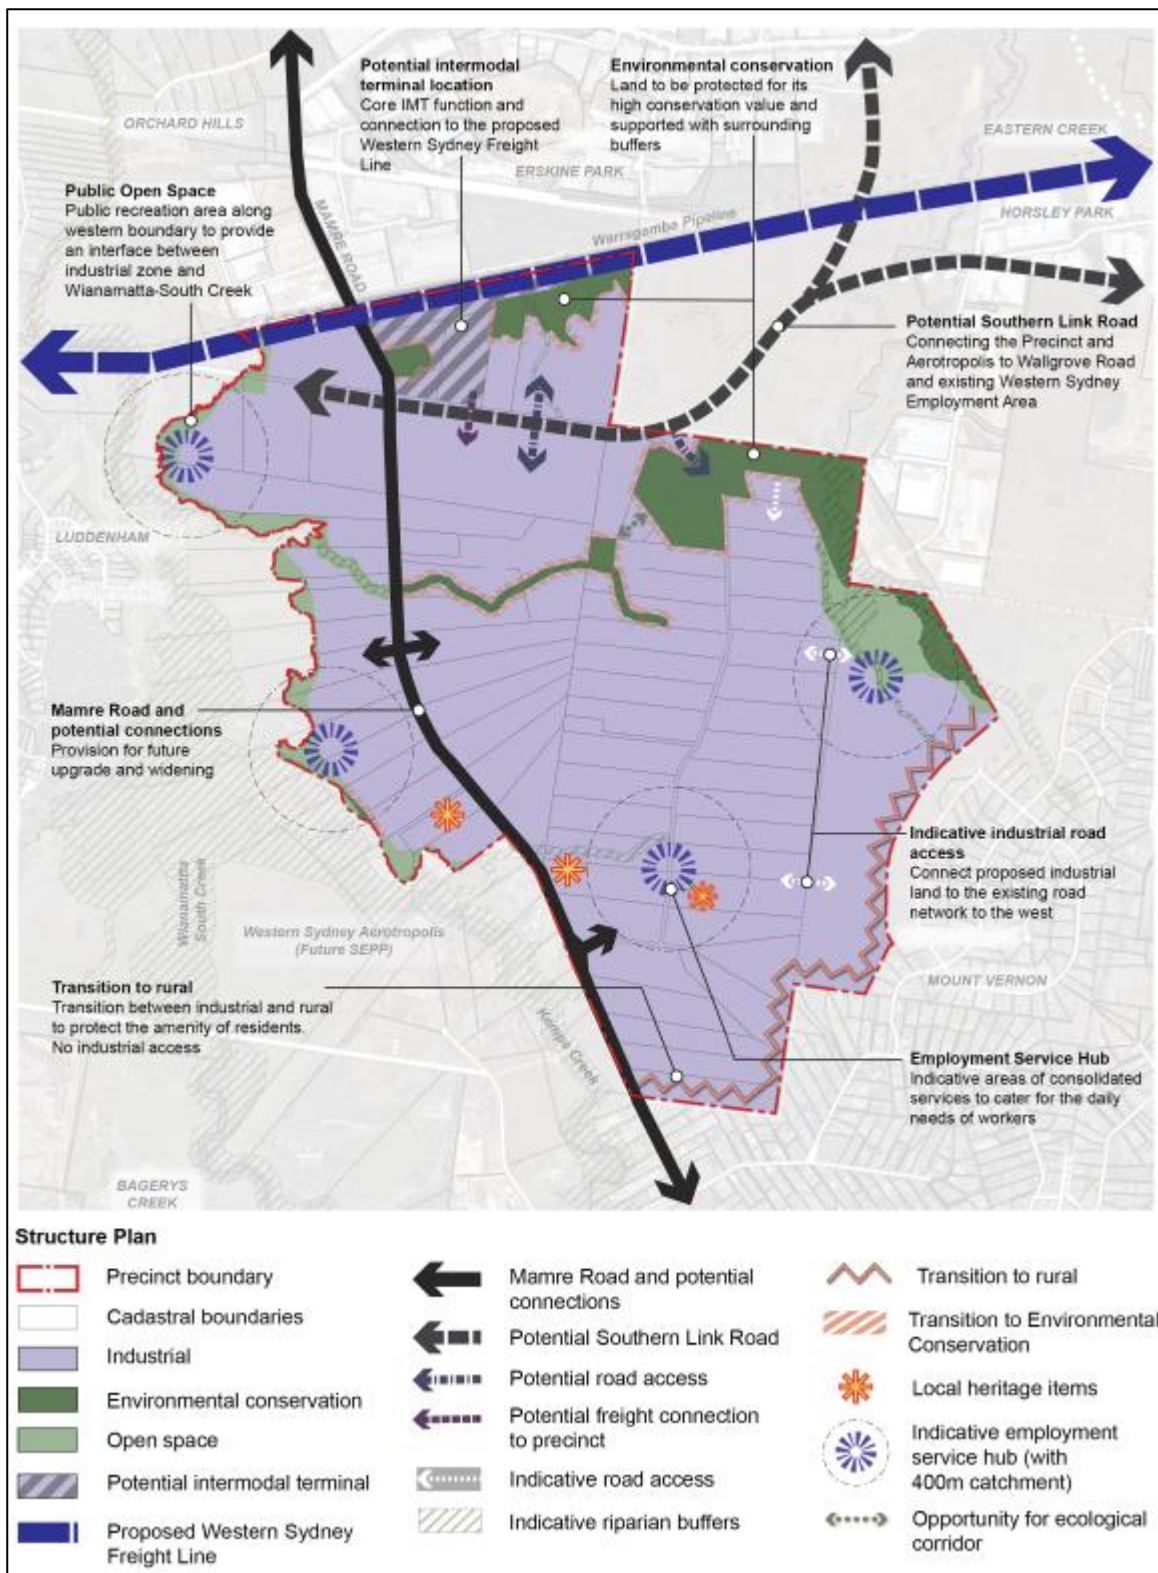 Potential intermodal
terminal location
Core IMT function and
connection to the proposed
Western Sydney Freight
Line
Environmental conservation
Land to be protected for its
high conservation value and
supported with surrounding
buffers
ORCHARD HILLS
ERSKINE PARK
EASTERN CREEK
HORSLEY PARK
Public Open Space
Public recreation area along
western boundary to provide
an interface between
industrial zone and
Wianamatta-South Creek
MAMRE ROAD
Warragamba Pipeline
Potential Southern Link Road
Connecting the Precinct and
Aerotropolis to Wallgrove Road
and existing Western Sydney
Employment Area
LUDDENHAM
Mamre Road and
potential connections
Provision for future
upgrade and widening
Indicative industrial road
access
Connect proposed industrial
land to the existing road
network to the west
Wianamatta
South Creek
Western Sydney Aerotropolis
(Future SEPP)
MOUNT VERNON
Transition to rural
Transition between industrial and rural
to protect the amenity of residents.
No industrial access
Kemps Creek
Employment Service Hub
Indicative areas of consolidated
services to cater for the daily
needs of workers
BAGERYS
CREEK
Structure Plan
Precinct boundary
Cadastral boundaries
Industrial
Environmental conservation
Open space
Potential intermodal terminal
Proposed Western Sydney
Freight Line
Mamre Road and potential
connections
Potential Southern Link Road
Potential road access
Potential freight connection
to precinct
Indicative road access
Indicative riparian buffers
Transition to rural
Transition to Environmental
Conservation
Local heritage items
Indicative employment
service hub (with
400m catchment)
Opportunity for ecological
corridor